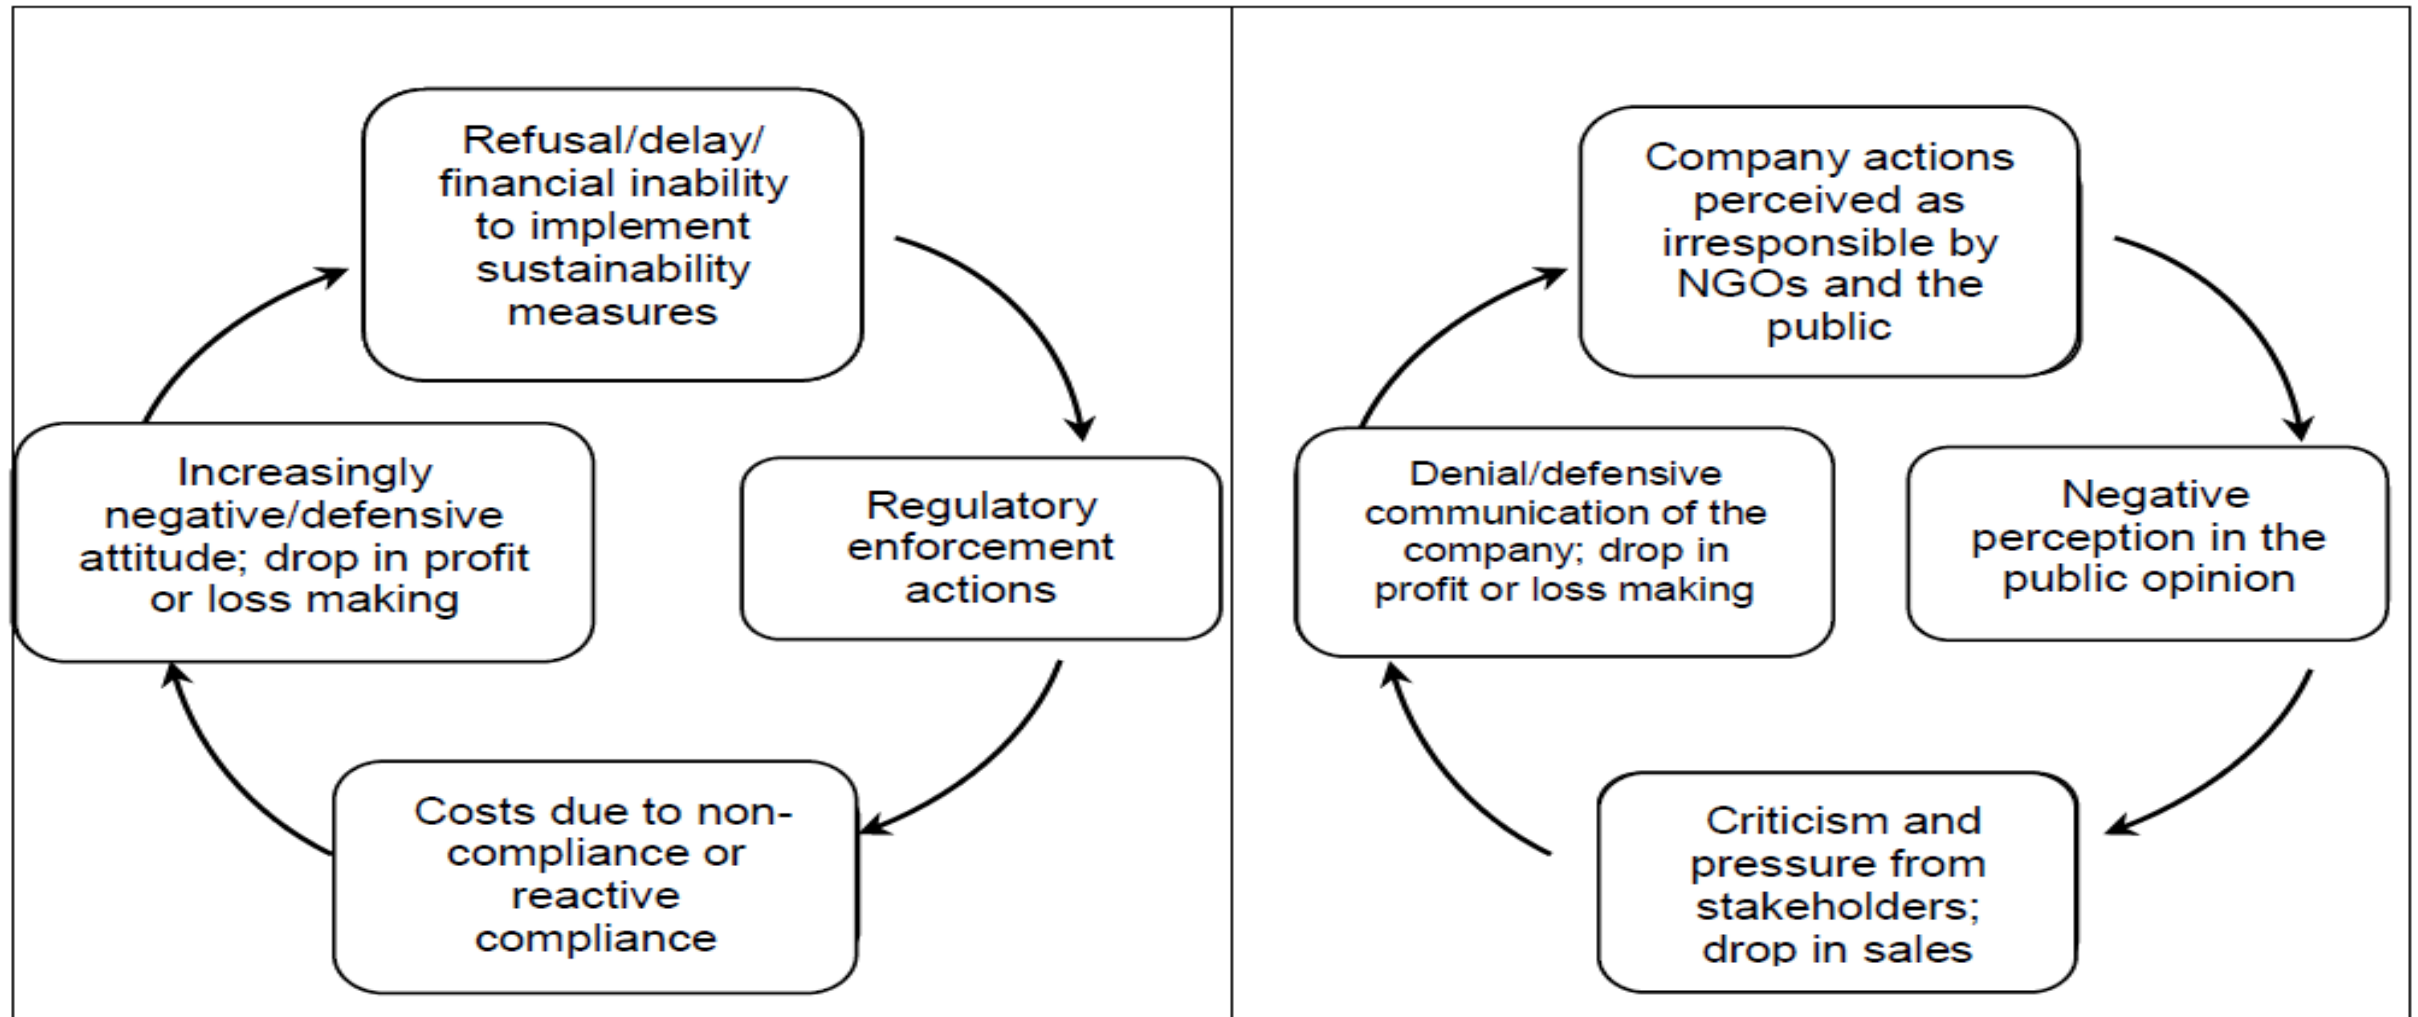 Refusal/delay/
financial inability
to implement
sustainability
measures
Increasingly
negative/defensive
attitude; drop in profit
or loss making
Regulatory
enforcement
actions
Costs due to non-
compliance or
reactive
compliance
Company actions
perceived as
irresponsible by
NGOs and the
public
Denial/defensive
communication of the
company; drop in
profit or loss making
Negative
perception in the
public opinion
Criticism and
pressure from
stakeholders;
drop in sales